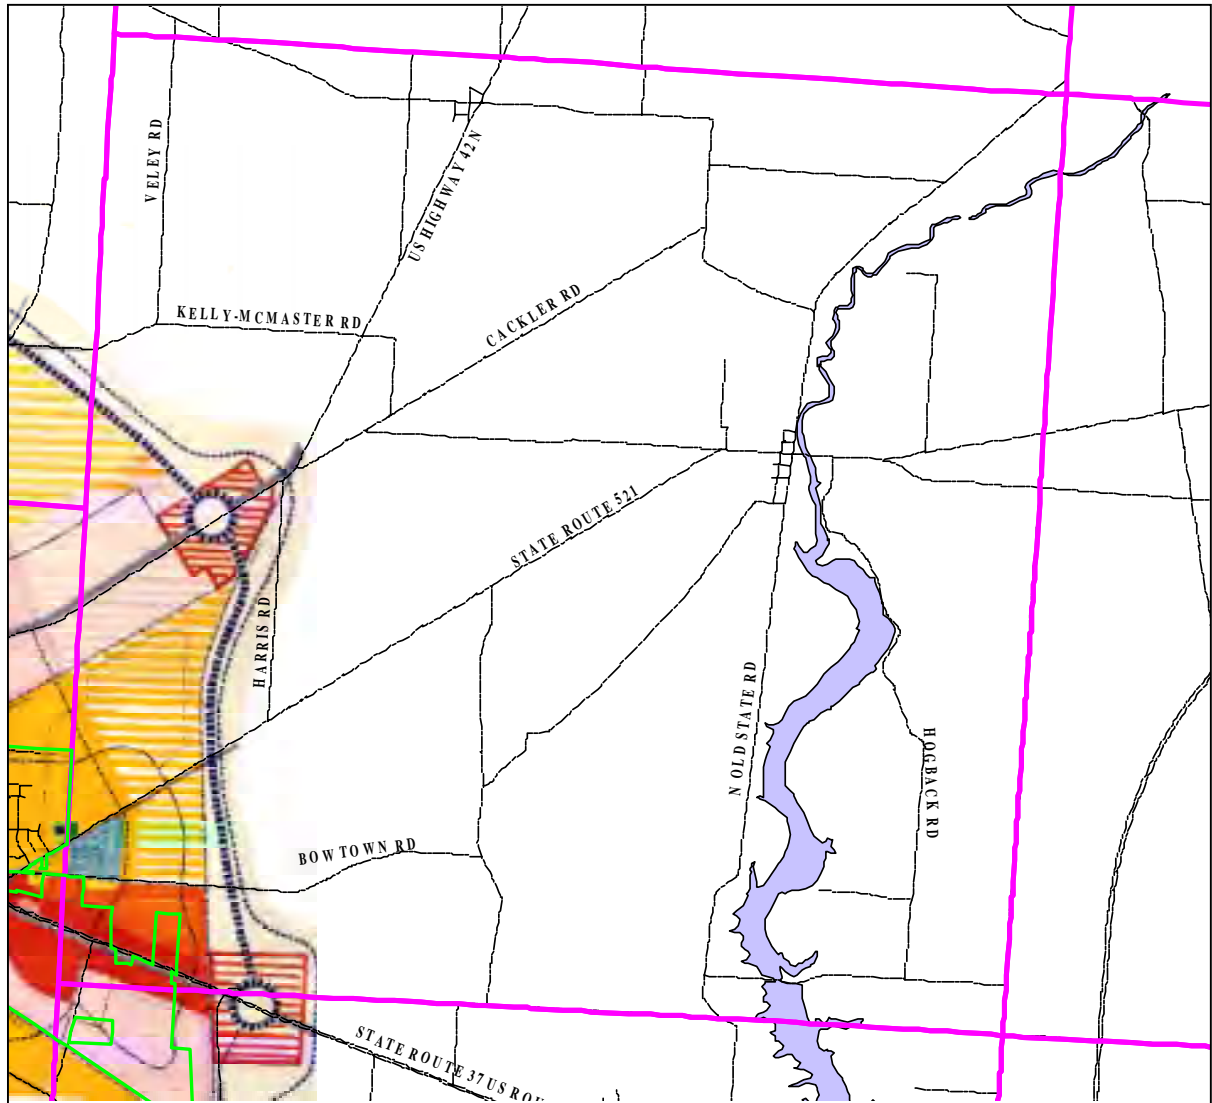 VELEY RD
US HIGHWAY 42 N
KELLY-MCMASTER RD
CACKLER RD
STATE ROUTE 521
HARRIS RD
N OLD STATE RD
HOGBACK RD
BOWTOWN RD
STATE ROUTE 37 US ROU